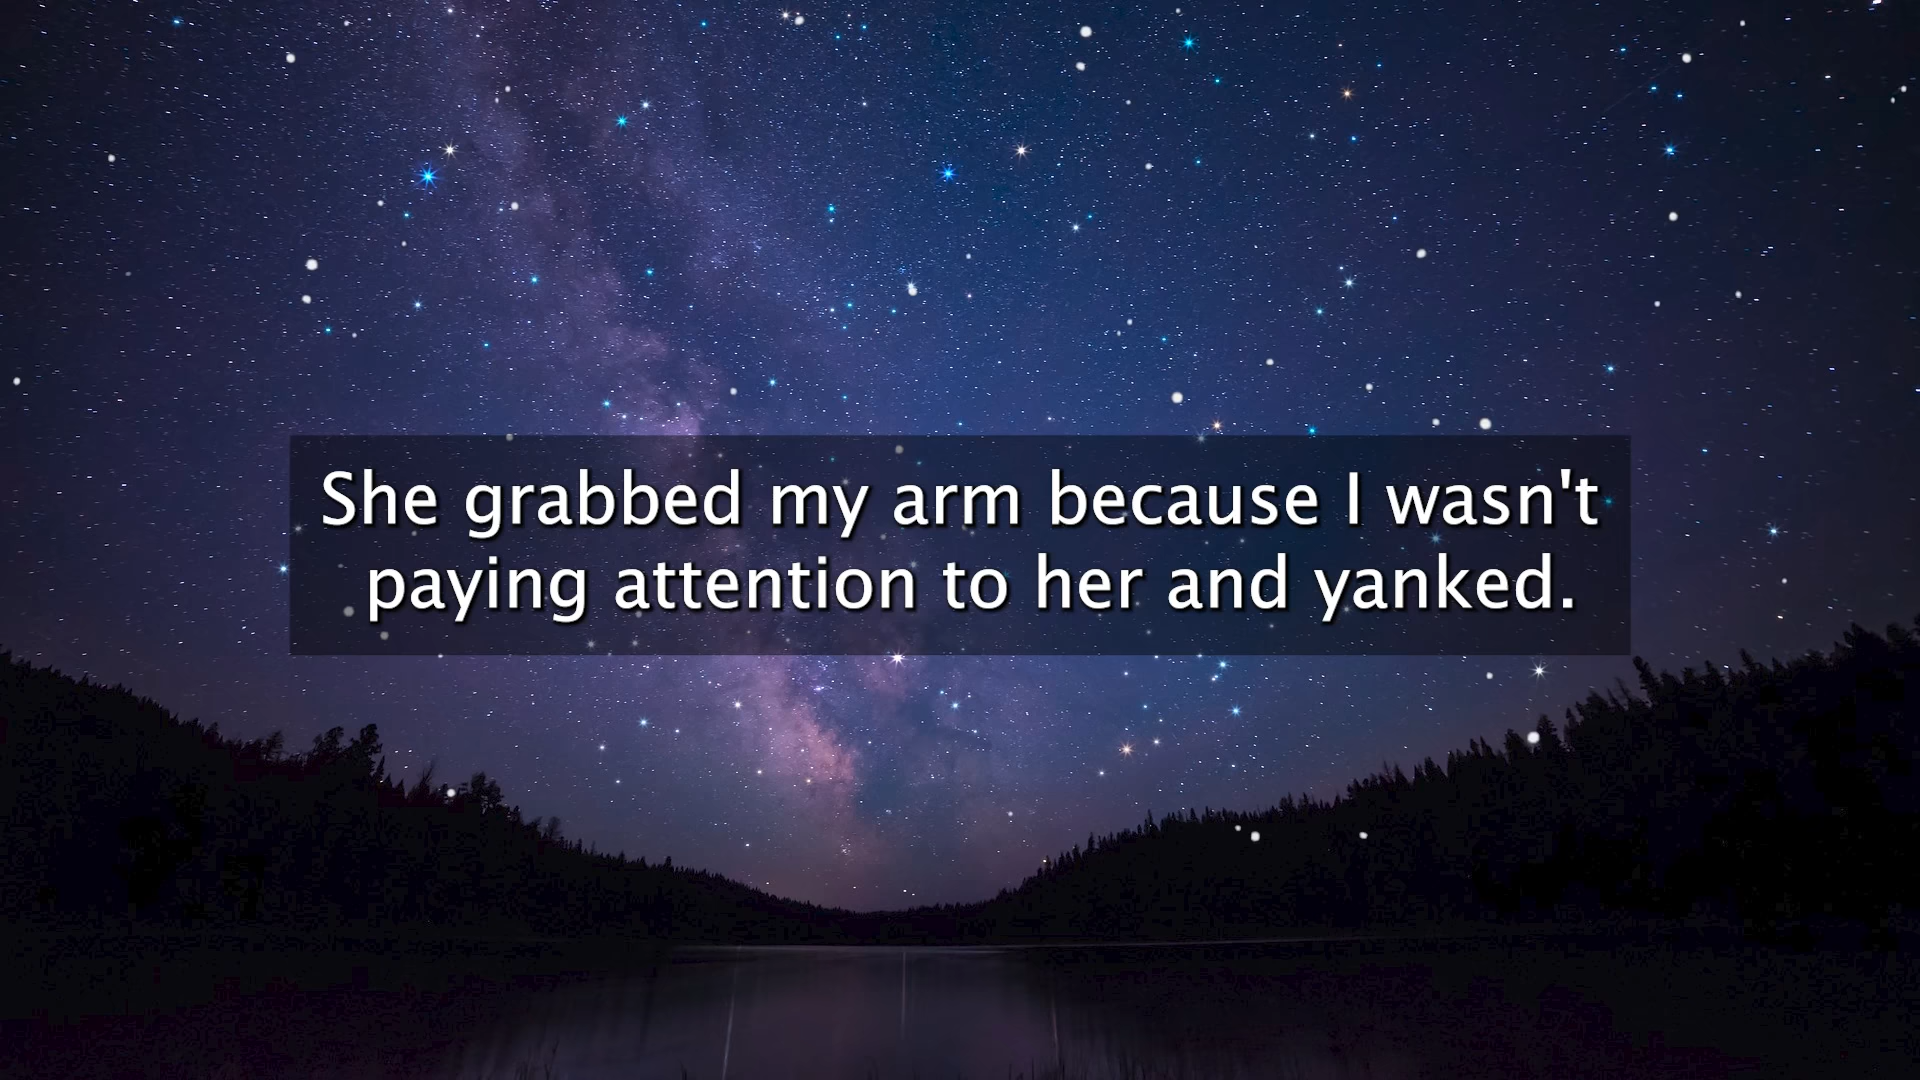 She grabbed my arm because I wasn't
paying attention to her and yanked.